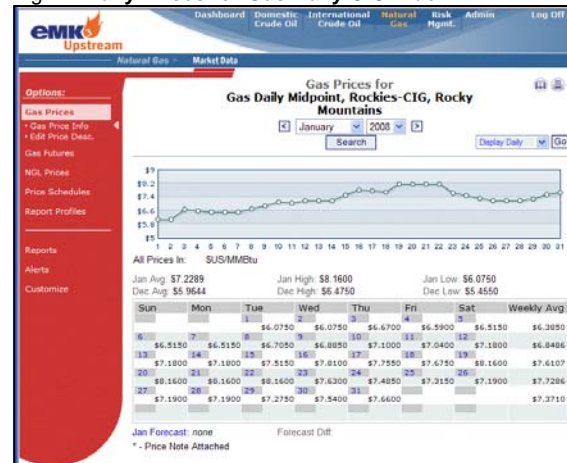 Dashboard Domestic Crude Oil International Crude Oil Natural Gas Risk Mgmt. Admin Log Off
emk
Upstream
Natural Gas > Market Data
Options:
Gas Prices
• Gas Price Info
• Edit Price Desc.
Gas Futures
NGL Prices
Price Schedules
Report Profiles
Reports
Alerts
Customize
Gas Prices for
Gas Daily Midpoint, Rockies-CIG, Rocky
Mountains
< January 2008 >
Search
Display Daily Go
$9
$8.2
$7.4
$6.6
$5.8
$5
1 2 3 4 5 6 7 8 9 10 11 12 13 14 15 16 17 18 19 20 21 22 23 24 25 26 27 28 29 30 31
All Prices In: $US/MMBtu
Jan Avg: $7.2289 Jan High: $8.1600 Jan Low: $6.0750
Dec Avg: $5.9644 Dec High: $6.4750 Dec Low: $5.4550
Sun Mon Tue Wed Thu Fri Sat Weekly Avg
1 2 3 4 5
$6.0750 $6.0750 $6.6700 $6.5900 $6.5150 $6.3850
6 7 8 9 10 11 12
$6.5150 $6.5150 $6.7050 $6.8850 $7.1000 $7.0400 $7.1800 $6.8486
13 14 15 16 17 18 19
$7.1800 $7.1800 $7.5150 $7.8100 $7.7550 $7.6750 $8.1600 $7.6107
20 21 22 23 24 25 26
$8.1600 $8.1600 $8.1600 $7.6300 $7.4850 $7.3150 $7.1900 $7.7286
27 28 29 30 31
$7.1900 $7.1900 $7.2750 $7.5400 $7.6600 $7.3710
Jan Forecast: none Forecast Diff:
* - Price Note Attached